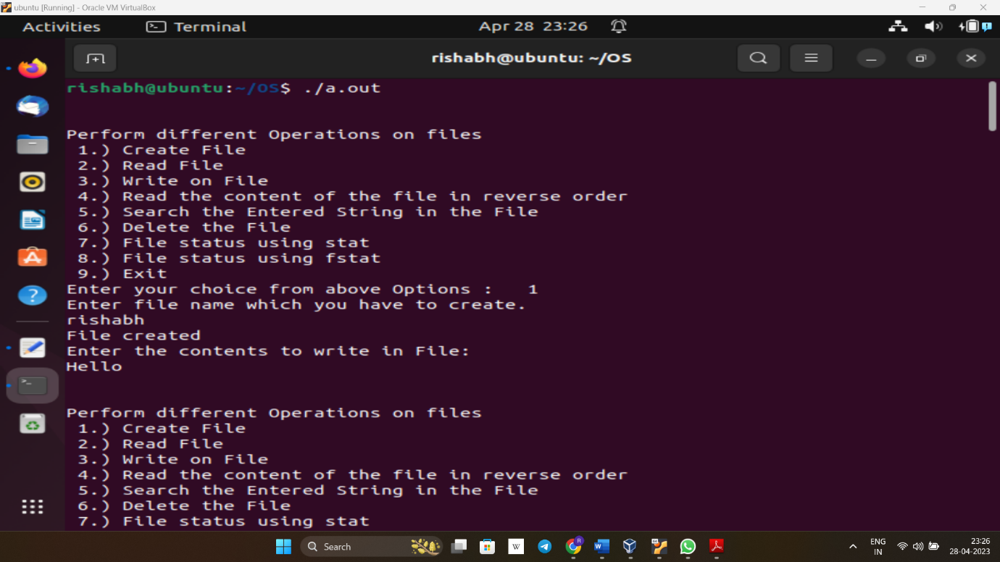 ubuntu [Running] - Oracle VM VirtualBox
Activities Terminal Apr 28 23:26
rishabh@ubuntu: ~/OS
rishabh@ubuntu:~/OS$ ./a.out
Perform different Operations on files
1.) Create File
2.) Read File
3.) Write on File
4.) Read the content of the file in reverse order
5.) Search the Entered String in the File
6.) Delete the File
7.) File status using stat
8.) File status using fstat
9.) Exit
Enter your choice from above Options :   1
Enter file name which you have to create.
rishabh
File created
Enter the contents to write in File:
Hello
Perform different Operations on files
1.) Create File
2.) Read File
3.) Write on File
4.) Read the content of the file in reverse order
5.) Search the Entered String in the File
6.) Delete the File
7.) File status using stat
Search W R W ENG 23:26
IN 28-04-2023